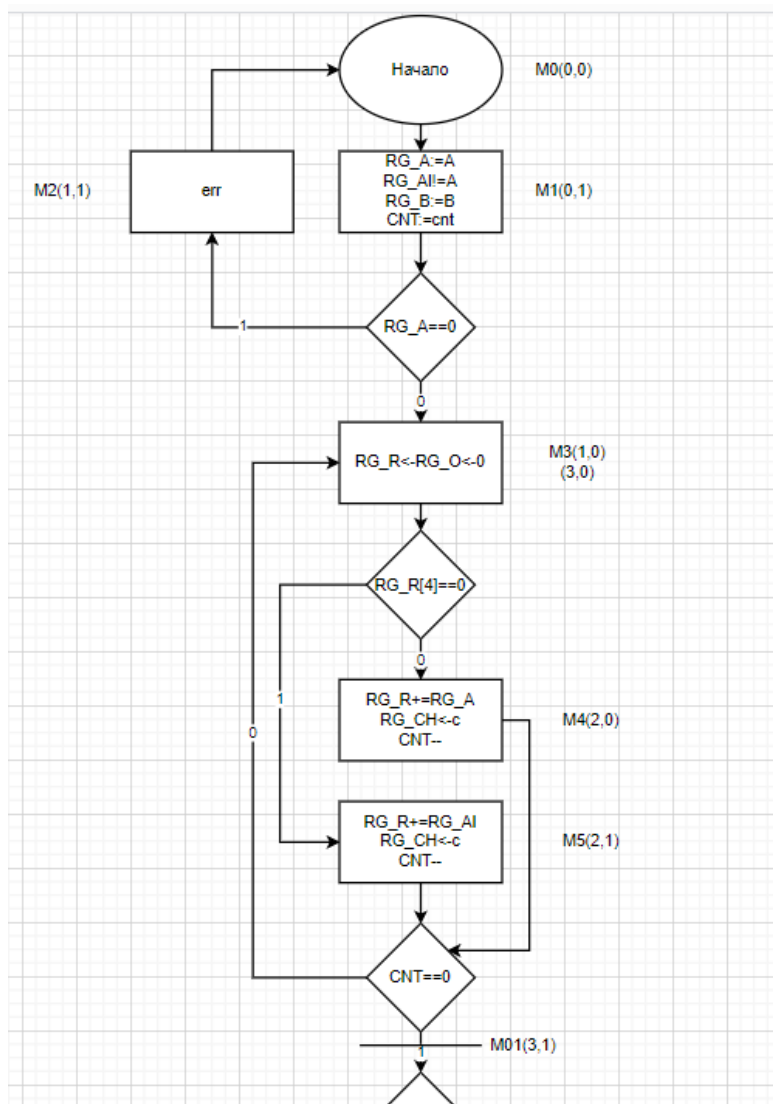 Начало
M0(0,0)
RG_A:=A
RG_AI!=A
RG_B:=B
CNT:=cnt
M1(0,1)
err
M2(1,1)
RG_A==0
1
0
RG_R<-RG_O<-0
M3(1,0)
(3,0)
RG_R[4]==0
0
1
0
RG_R+=RG_A
RG_CH<-c
CNT--
M4(2,0)
RG_R+=RG_AI
RG_CH<-c
CNT--
M5(2,1)
CNT==0
1
M01(3,1)